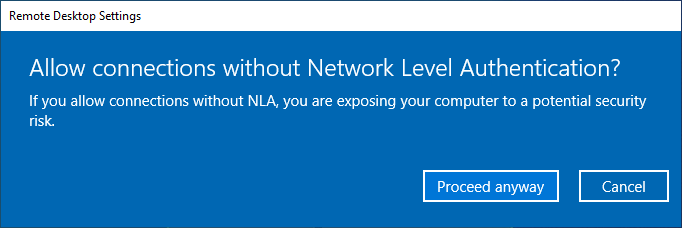 Remote Desktop Settings
Allow connections without Network Level Authentication?
If you allow connections without NLA, you are exposing your computer to a potential security
risk.
Proceed anyway
Cancel